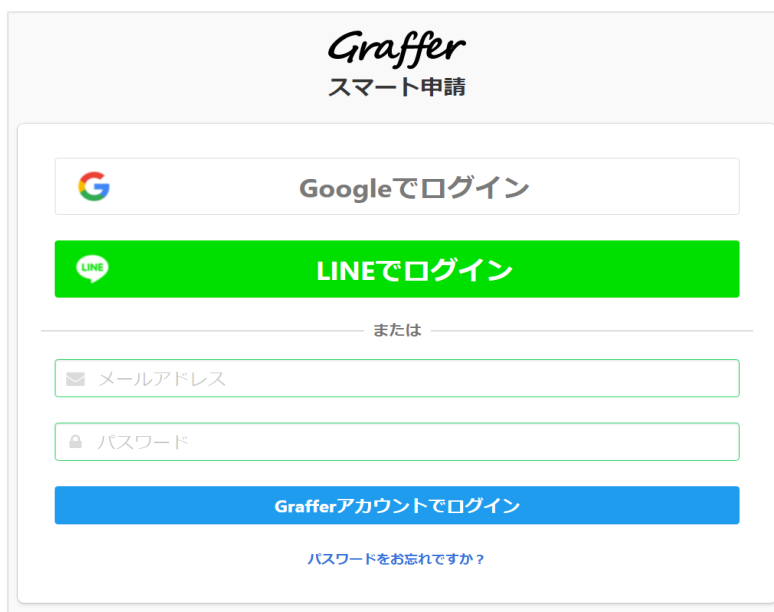 Graffer
スマート申請
Googleでログイン
LINE
LINEでログイン
または
メールアドレス
パスワード
Grafferアカウントでログイン
パスワードをお忘れですか？